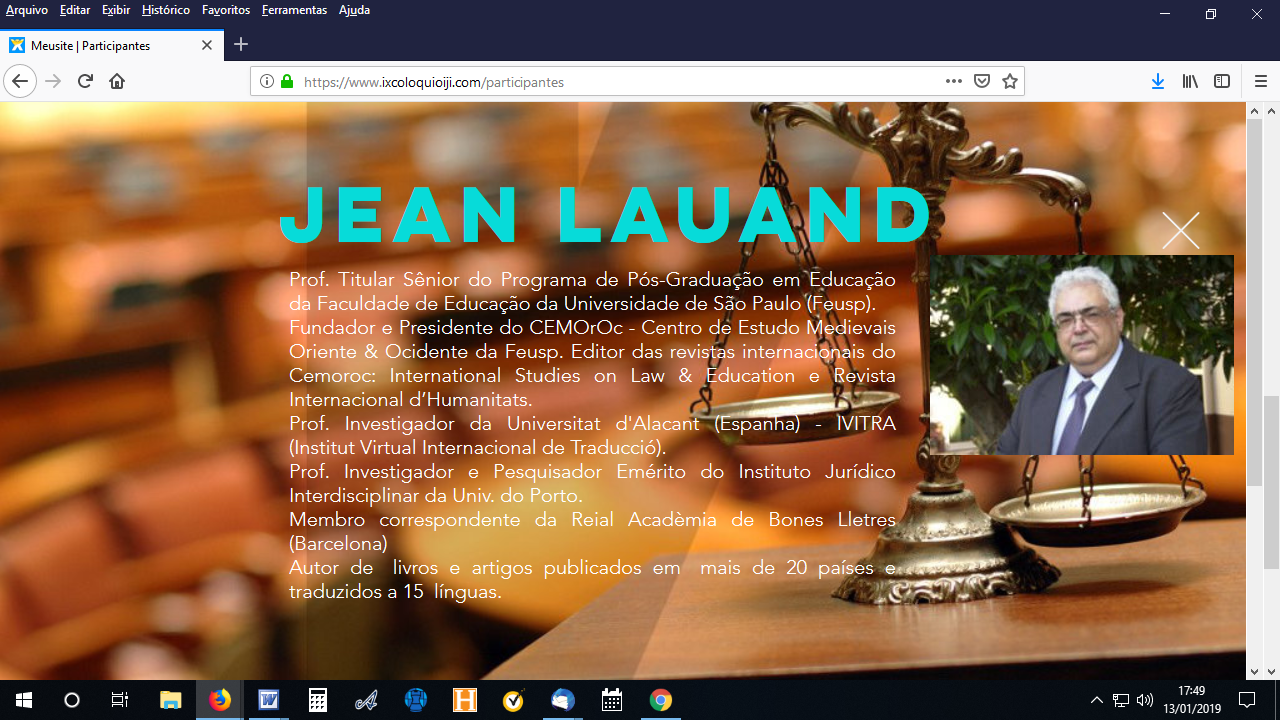 Arquivo Editar Exibir Histórico Favoritos Ferramentas Ajuda
Meusite | Participantes
https://www.ixcoloquioiji.com/participantes
JEAN LAUAND
Prof. Titular Sênior do Programa de Pós-Graduação em Educação
da Faculdade de Educação da Universidade de São Paulo (Feusp).
Fundador e Presidente do CEMOrOc - Centro de Estudo Medievais
Oriente & Ocidente da Feusp. Editor das revistas internacionais do
Cemoroc: International Studies on Law & Education e Revista
Internacional d’Humanitats.
Prof. Investigador da Universitat d'Alacant (Espanha) - IVITRA
(Institut Virtual Internacional de Traducció).
Prof. Investigador e Pesquisador Emérito do Instituto Jurídico
Interdisciplinar da Univ. do Porto.
Membro correspondente da Reial Acadèmia de Bones Lletres
(Barcelona)
Autor de livros e artigos publicados em mais de 20 países e
traduzidos a 15 línguas.
17:49
13/01/2019